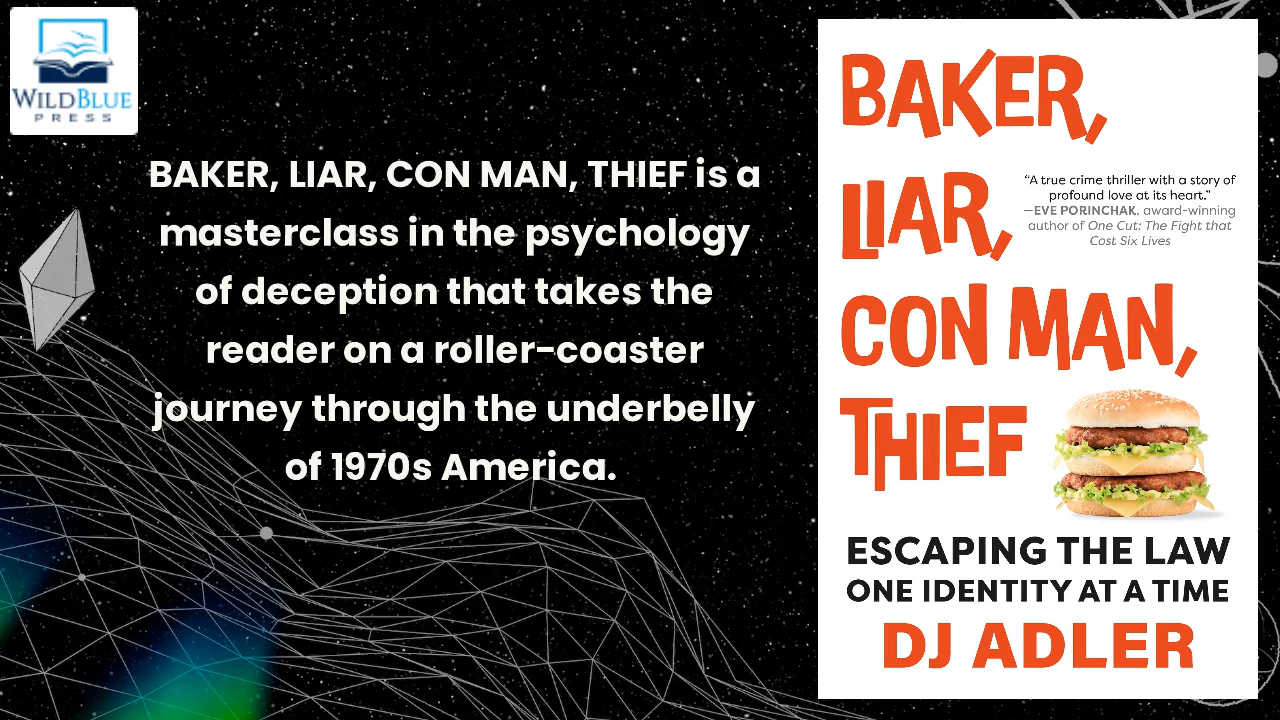 WILDBLUE
PRESS
BAKER, LIAR, CON MAN, THIEF is a
masterclass in the psychology
of deception that takes the
reader on a roller-coaster
journey through the underbelly
of 1970s America.
BAKER,
LIAR,
“A true crime thriller with a story of
profound love at its heart.”
—EVE PORINCHAK, award-winning
author of One Cut: The Fight that
Cost Six Lives
CON MAN,
THIEF
ESCAPING THE LAW
ONE IDENTITY AT A TIME
DJ ADLER